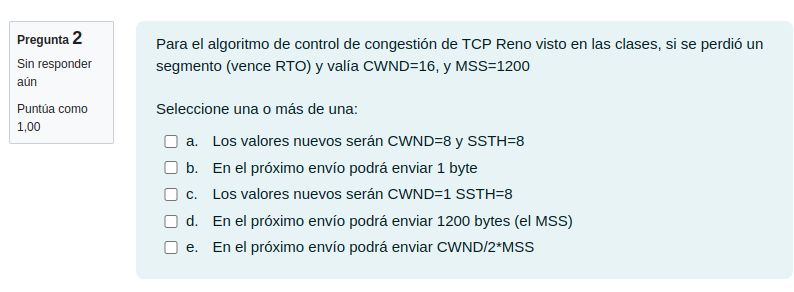 Pregunta 2
Sin responder
aún
Puntúa como
1,00
Para el algoritmo de control de congestión de TCP Reno visto en las clases, si se perdió un
segmento (vence RTO) y valía CWND=16, y MSS=1200
Seleccione una o más de una:
a. Los valores nuevos serán CWND=8 y SSTH=8
b. En el próximo envío podrá enviar 1 byte
c. Los valores nuevos serán CWND=1 SSTH=8
d. En el próximo envío podrá enviar 1200 bytes (el MSS)
e. En el próximo envío podrá enviar CWND/2*MSS